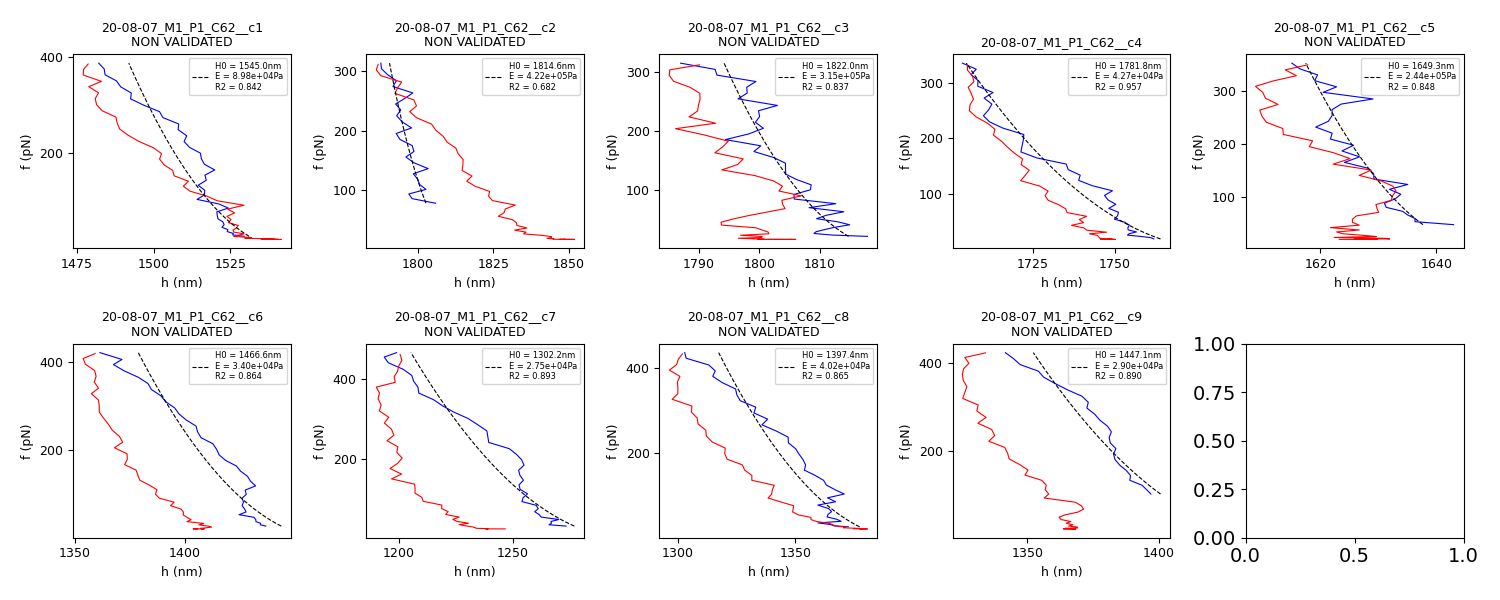 20-08-07_M1_P1_C62__c1
NON VALIDATED
H0 = 1545.0nm
E = 8.98e+04Pa
R2 = 0.842
400
200
f (pN)
1475
1500
1525
h (nm)
20-08-07_M1_P1_C62__c2
NON VALIDATED
H0 = 1814.6nm
E = 4.22e+05Pa
R2 = 0.682
300
200
100
f (pN)
1800
1825
1850
h (nm)
20-08-07_M1_P1_C62__c3
NON VALIDATED
H0 = 1822.0nm
E = 3.15e+05Pa
R2 = 0.837
300
200
100
f (pN)
1790
1800
1810
h (nm)
20-08-07_M1_P1_C62__c4
H0 = 1781.8nm
E = 4.27e+04Pa
R2 = 0.957
300
200
100
f (pN)
1725
1750
h (nm)
20-08-07_M1_P1_C62__c5
NON VALIDATED
H0 = 1649.3nm
E = 2.44e+05Pa
R2 = 0.848
300
200
100
f (pN)
1620
1640
h (nm)
20-08-07_M1_P1_C62__c6
NON VALIDATED
H0 = 1466.6nm
E = 3.40e+04Pa
R2 = 0.864
400
200
f (pN)
1350
1400
h (nm)
20-08-07_M1_P1_C62__c7
NON VALIDATED
H0 = 1302.2nm
E = 2.75e+04Pa
R2 = 0.893
400
200
f (pN)
1200
1250
h (nm)
20-08-07_M1_P1_C62__c8
NON VALIDATED
H0 = 1397.4nm
E = 4.02e+04Pa
R2 = 0.865
400
200
f (pN)
1300
1350
h (nm)
20-08-07_M1_P1_C62__c9
NON VALIDATED
H0 = 1447.1nm
E = 2.90e+04Pa
R2 = 0.890
400
200
f (pN)
1350
1400
h (nm)
1.00
0.75
0.50
0.25
0.00
0.0
0.5
1.0